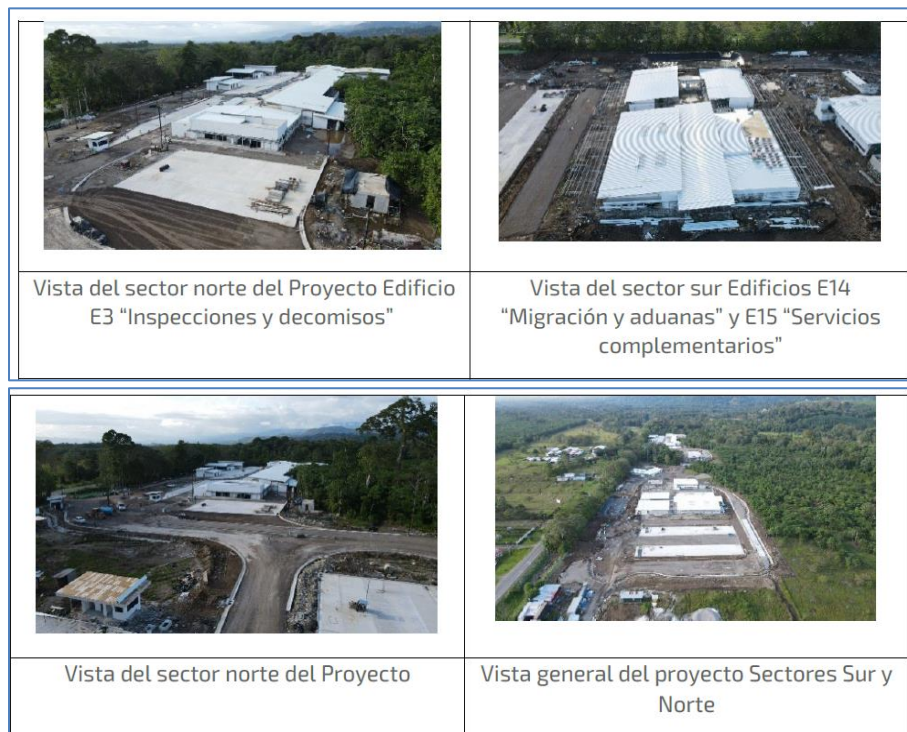 Vista del sector norte del Proyecto Edificio
E3 “Inspecciones y decomisos”
Vista del sector sur Edificios E14
“Migración y aduanas” y E15 “Servicios
complementarios”
Vista del sector norte del Proyecto
Vista general del proyecto Sectores Sur y
Norte